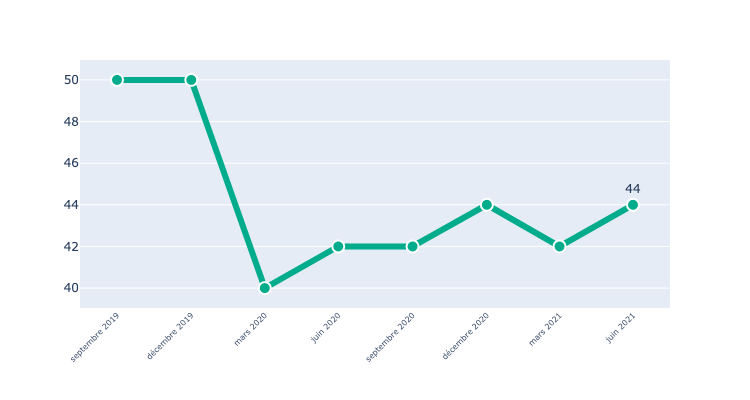 50
48
46
44
42
40
44
septembre 2019
décembre 2019
mars 2020
juin 2020
septembre 2020
décembre 2020
mars 2021
juin 2021